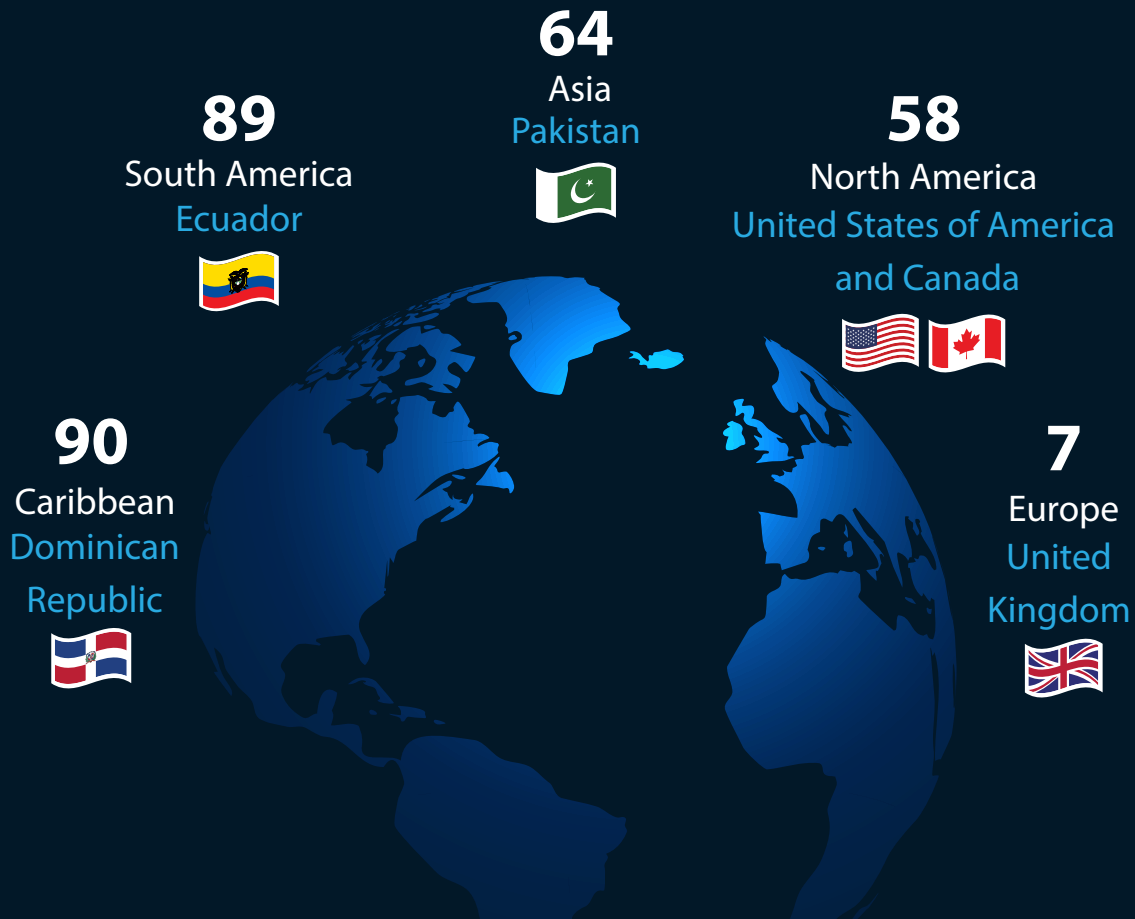 64
Asia
Pakistan
89
South America
Ecuador
58
North America
United States of America
and Canada
90
Caribbean
Dominican
Republic
7
Europe
United
Kingdom